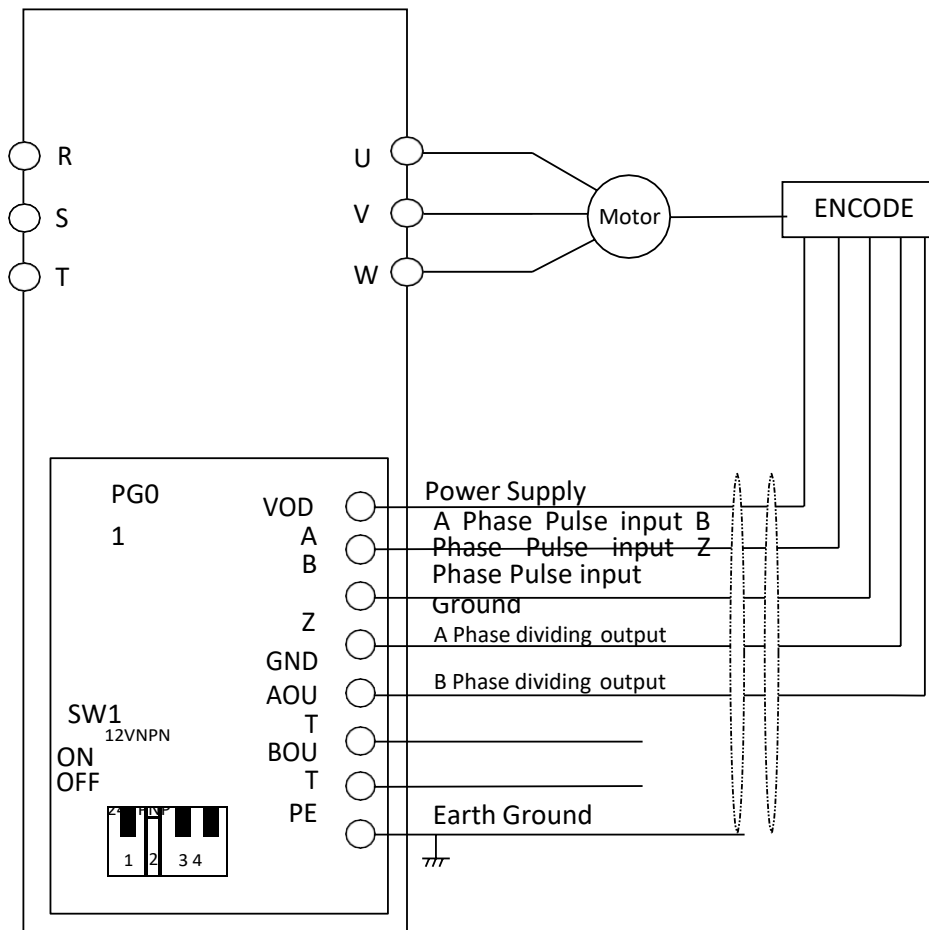 R
S
T
U
V
W
Motor
ENCODE
PG0
1
VOD
A
B
Z
GND
AOU
T
BOU
T
PE
Power Supply
A Phase Pulse input B
Phase Pulse input Z
Phase Pulse input
Ground
A Phase dividing output
B Phase dividing output
Earth Ground
SW1
12VNPN
ON
OFF
1 2 3 4